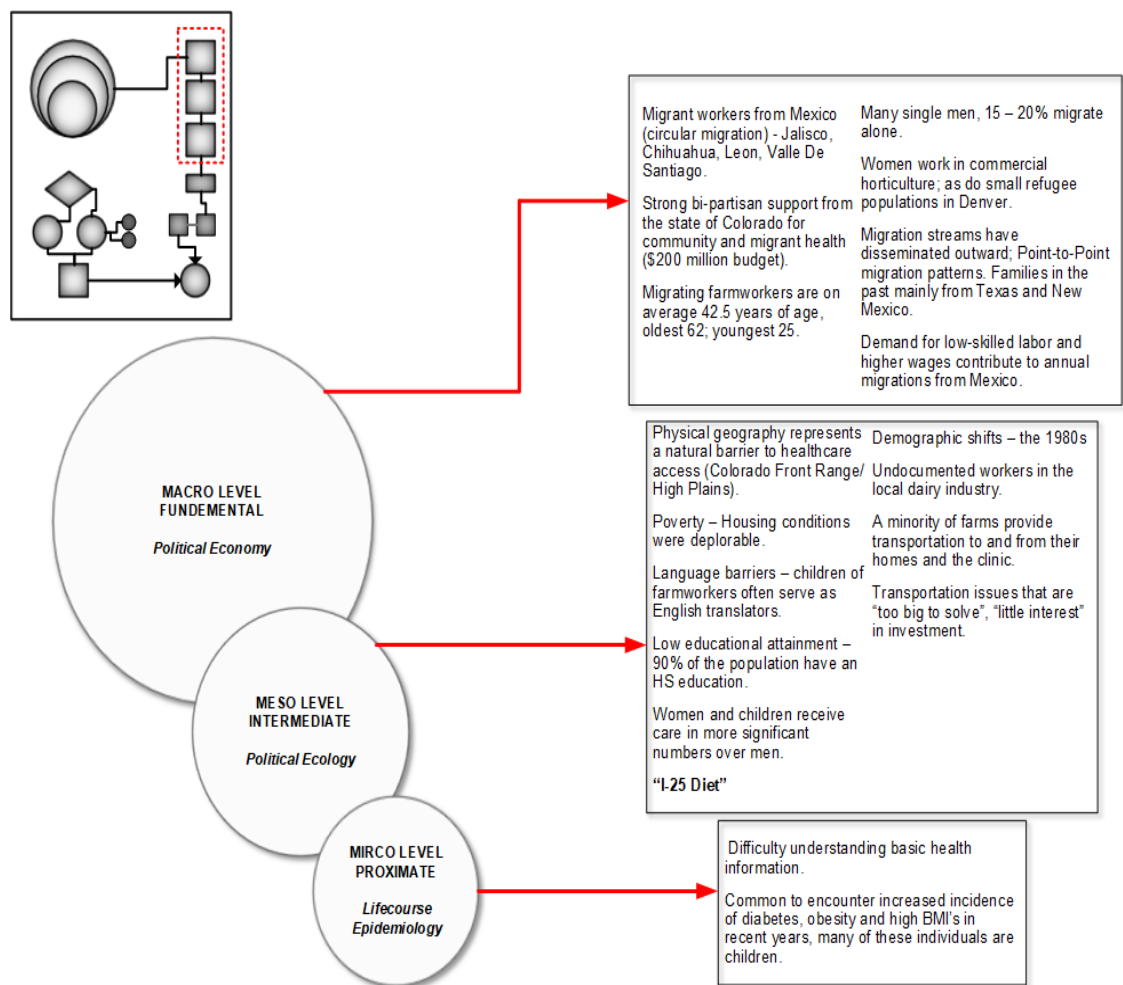 MACRO LEVEL
FUNDEMENTAL
Political Economy
Migrant workers from Mexico
(circular migration) - Jalisco,
Chihuahua, Leon, Valle De
Santiago.
Strong bi-partisan support from
the state of Colorado for
community and migrant health
($200 million budget).
Migrating farmworkers are on
average 42.5 years of age,
oldest 62; youngest 25.
Many single men, 15 – 20% migrate
alone.
Women work in commercial
horticulture; as do small refugee
populations in Denver.
Migration streams have
disseminated outward; Point-to-Point
migration patterns. Families in the
past mainly from Texas and New
Mexico.
Demand for low-skilled labor and
higher wages contribute to annual
migrations from Mexico.
MESO LEVEL
INTERMEDIATE
Political Ecology
Physical geography represents
a natural barrier to healthcare
access (Colorado Front Range/
High Plains).
Poverty – Housing conditions
were deplorable.
Language barriers – children of
farmworkers often serve as
English translators.
Low educational attainment –
90% of the population have an
HS education.
Women and children receive
care in more significant
numbers over men.
“I-25 Diet”
Demographic shifts – the 1980s
Undocumented workers in the
local dairy industry.
A minority of farms provide
transportation to and from their
homes and the clinic.
Transportation issues that are
“too big to solve”, “little interest”
in investment.
MIRCO LEVEL
PROXIMATE
Lifecourse
Epidemiology
Difficulty understanding basic health
information.
Common to encounter increased incidence
of diabetes, obesity and high BMI's in
recent years, many of these individuals are
children.